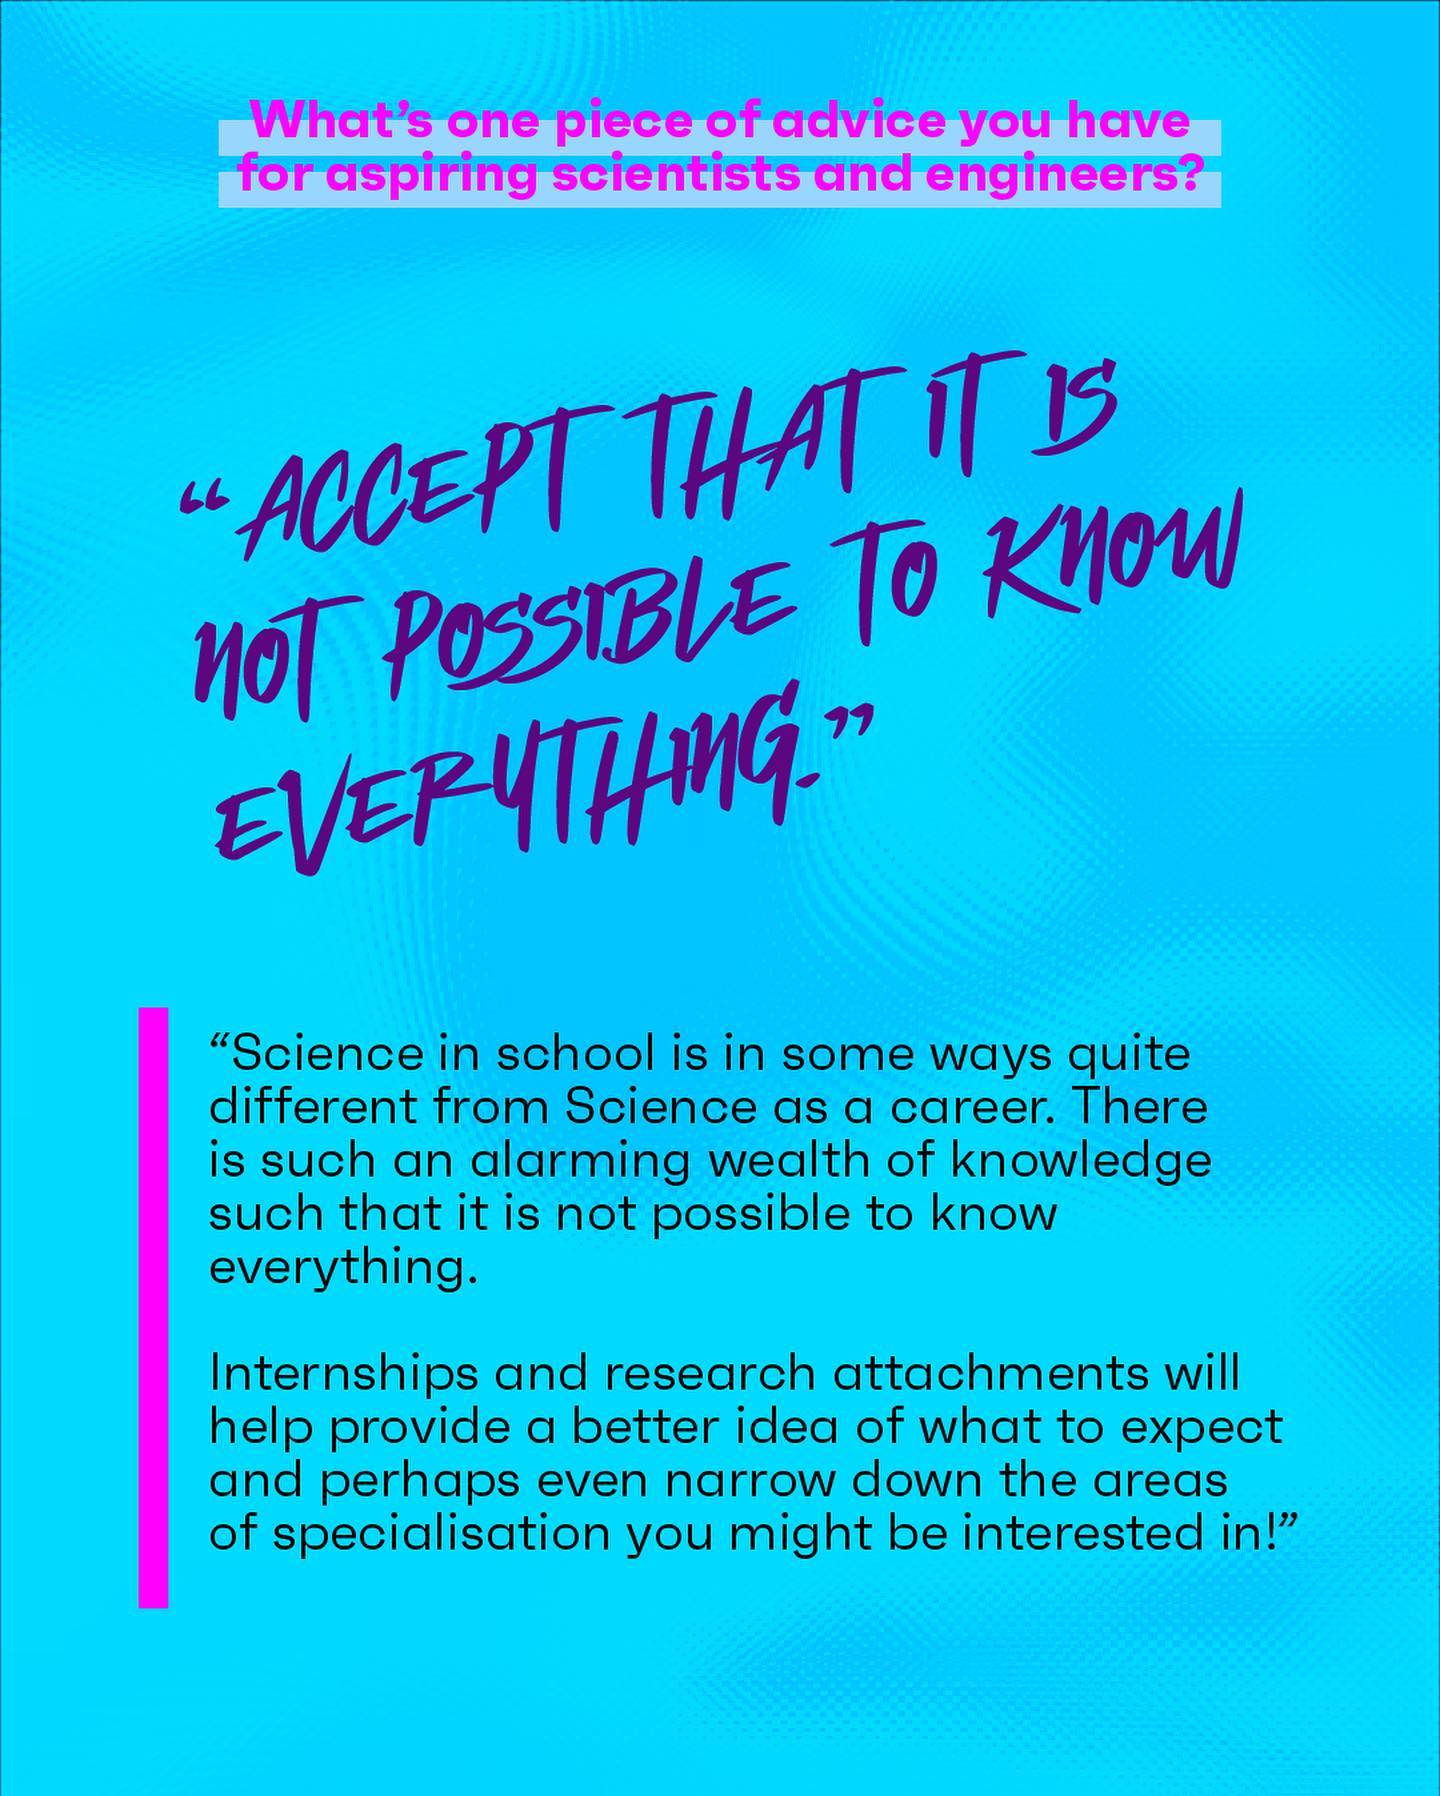 What’s one piece of advice you have
for aspiring scientists and engineers?
“ACCEPT THAT IT IS
NOT POSSIBLE TO KNOW
EVERYTHING.”
“Science in school is in some ways quite
different from Science as a career. There
is such an alarming wealth of knowledge
such that it is not possible to know
everything.
Internships and research attachments will
help provide a better idea of what to expect
and perhaps even narrow down the areas
of specialisation you might be interested in!”